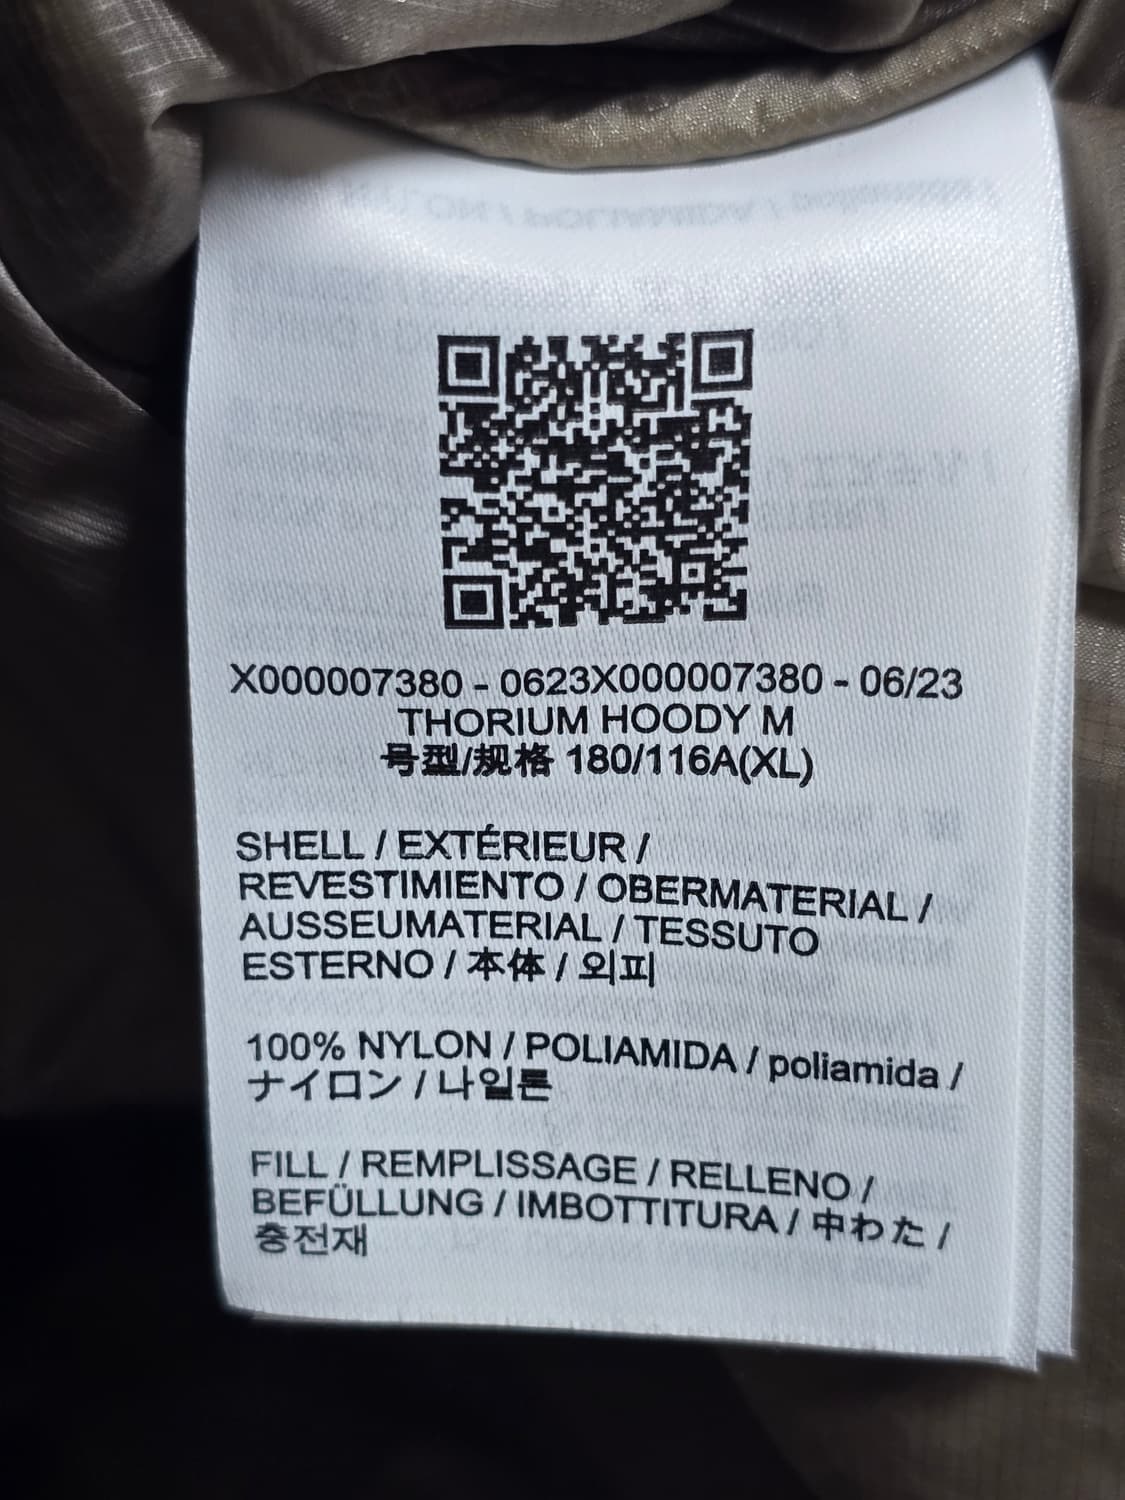 X000007380 - 0623X000007380 - 06/23
THORIUM HOODY M
号型/规格 180/116A(XL)
SHELL / EXTÉRIEUR /
REVESTIMIENTO / OBERMATERIAL /
AUSSEUMATERIAL / TESSUTO
ESTERNO / 本体 / 외피
100% NYLON / POLIAMIDA / poliamida /
ナイロン / 나일론
FILL / REMPLISSAGE / RELLENO /
BEFÜLLUNG / IMBOTTITURA / 中わた /
충전재